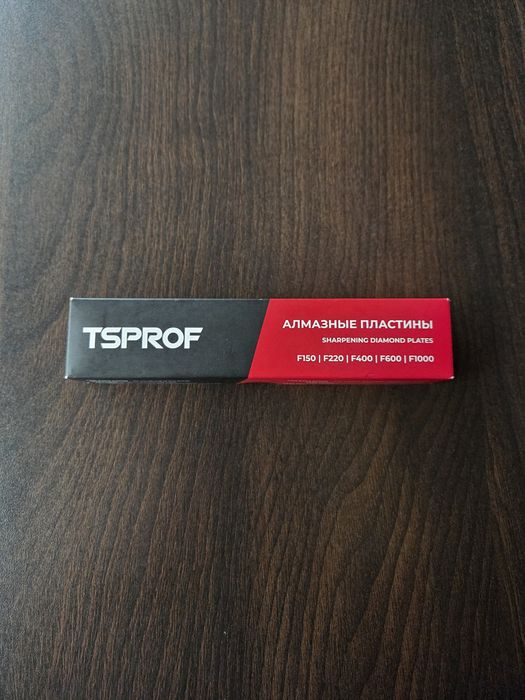 TSPROF
АЛМАЗНЫЕ ПЛАСТИНЫ
SHARPENING DIAMOND PLATES
F150 | F220 | F400 | F600 | F1000